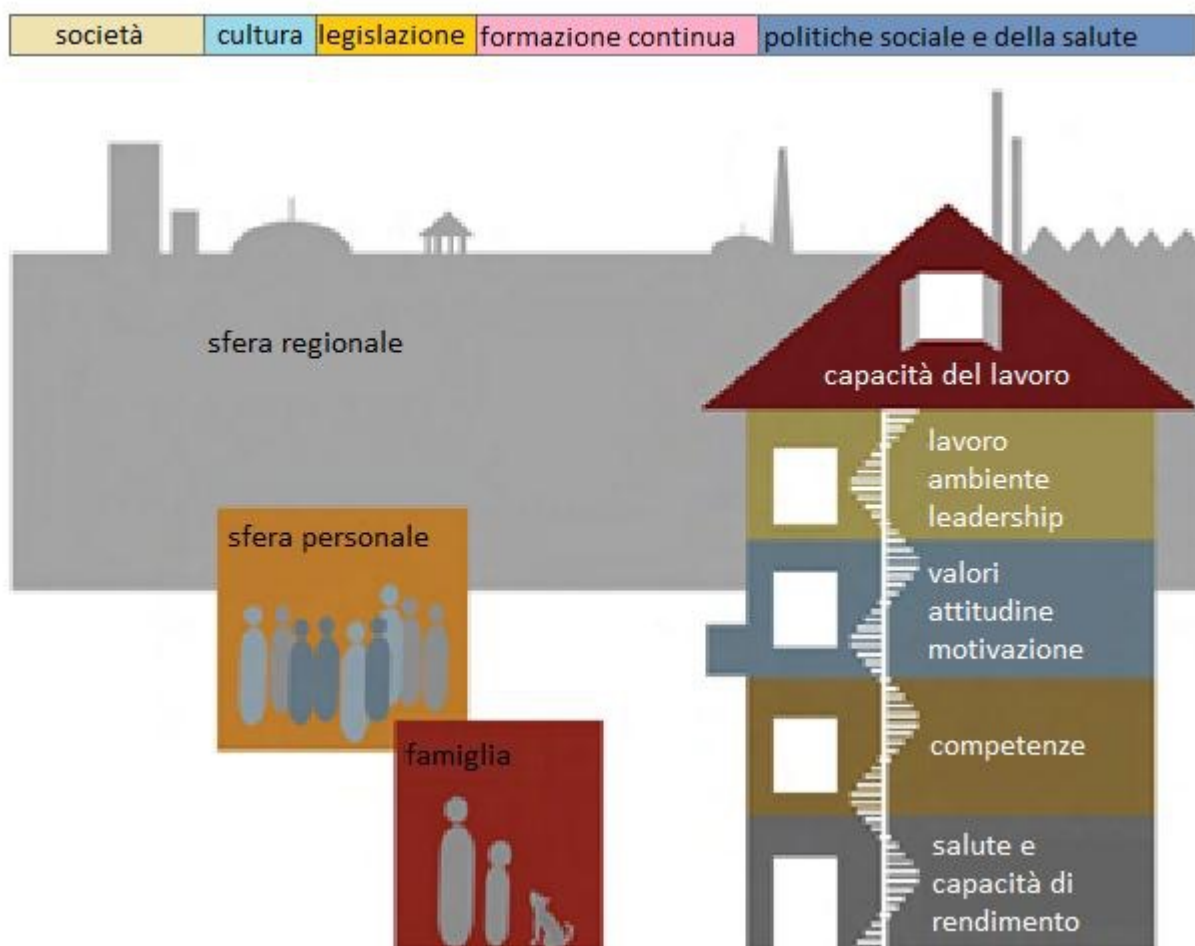 società cultura legislazione formazione continua politiche sociale e della salute
sfera regionale
capacità del lavoro
lavoro
ambiente
leadership
sfera personale
valori
attitudine
motivazione
famiglia
competenze
salute e
capacità di
rendimento